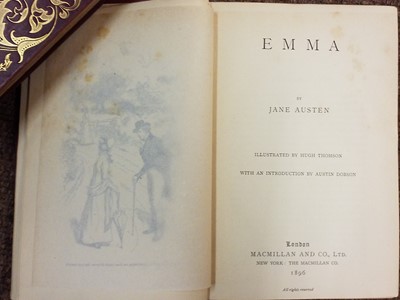 EMMA
BY
JANE AUSTEN
ILLUSTRATED BY HUGH THOMSON
WITH AN INTRODUCTION BY AUSTIN DOBSON
London
MACMILLAN AND CO., LTD.
NEW YORK: THE MACMILLAN CO.
1896
All rights reserved